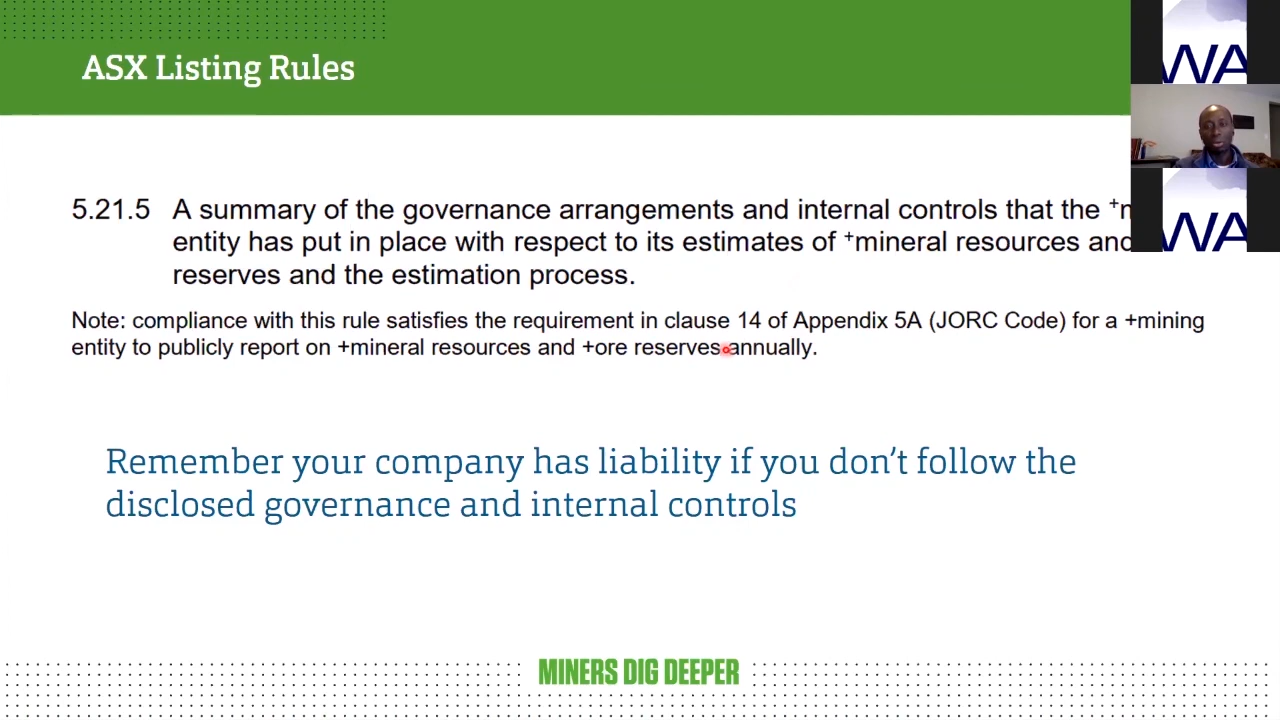 ASX Listing Rules
5.21.5 A summary of the governance arrangements and internal controls that the +
entity has put in place with respect to its estimates of +mineral resources and
reserves and the estimation process.
Note: compliance with this rule satisfies the requirement in clause 14 of Appendix 5A (JORC Code) for a +mining
entity to publicly report on +mineral resources and +ore reserves annually.
Remember your company has liability if you don’t follow the
disclosed governance and internal controls
MINERS DIG DEEPER
WA
WA